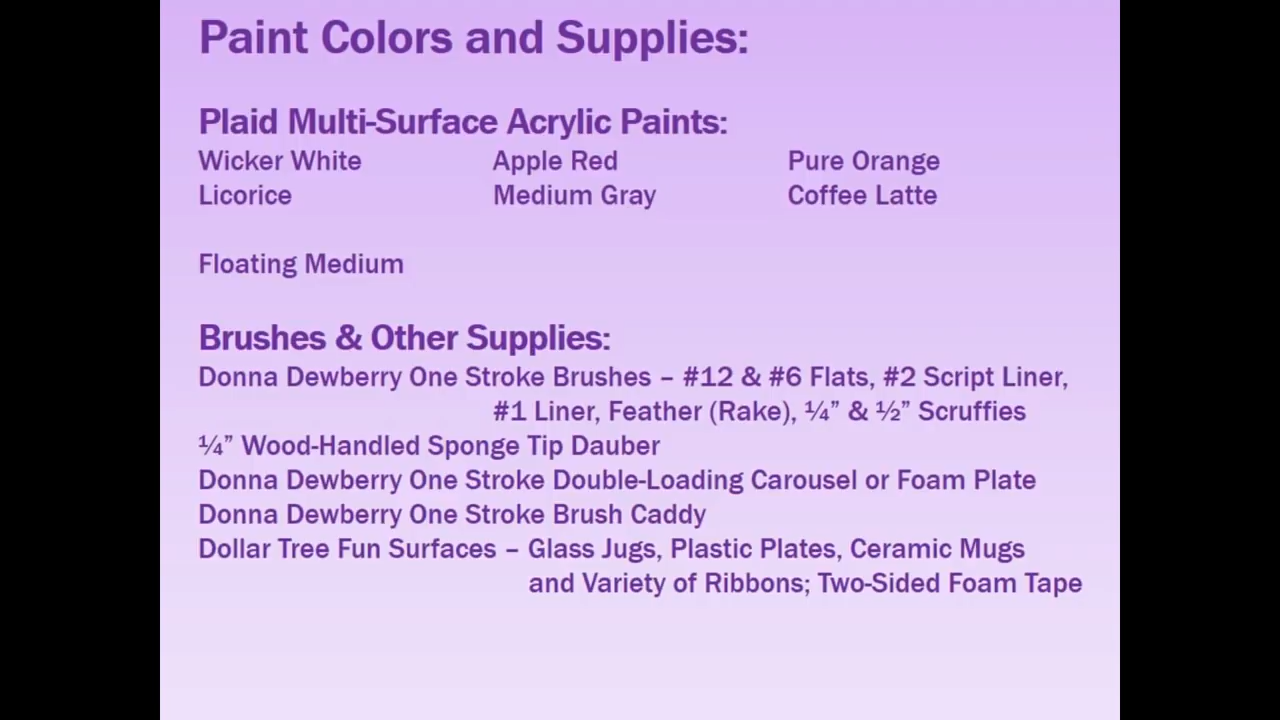 Paint Colors and Supplies:
Plaid Multi-Surface Acrylic Paints:
Wicker White Apple Red Pure Orange
Licorice Medium Gray Coffee Latte
Floating Medium
Brushes & Other Supplies:
Donna Dewberry One Stroke Brushes – #12 & #6 Flats, #2 Script Liner,
#1 Liner, Feather (Rake), ¼” & ½” Scruffies
¼” Wood-Handled Sponge Tip Dauber
Donna Dewberry One Stroke Double-Loading Carousel or Foam Plate
Donna Dewberry One Stroke Brush Caddy
Dollar Tree Fun Surfaces – Glass Jugs, Plastic Plates, Ceramic Mugs
and Variety of Ribbons; Two-Sided Foam Tape